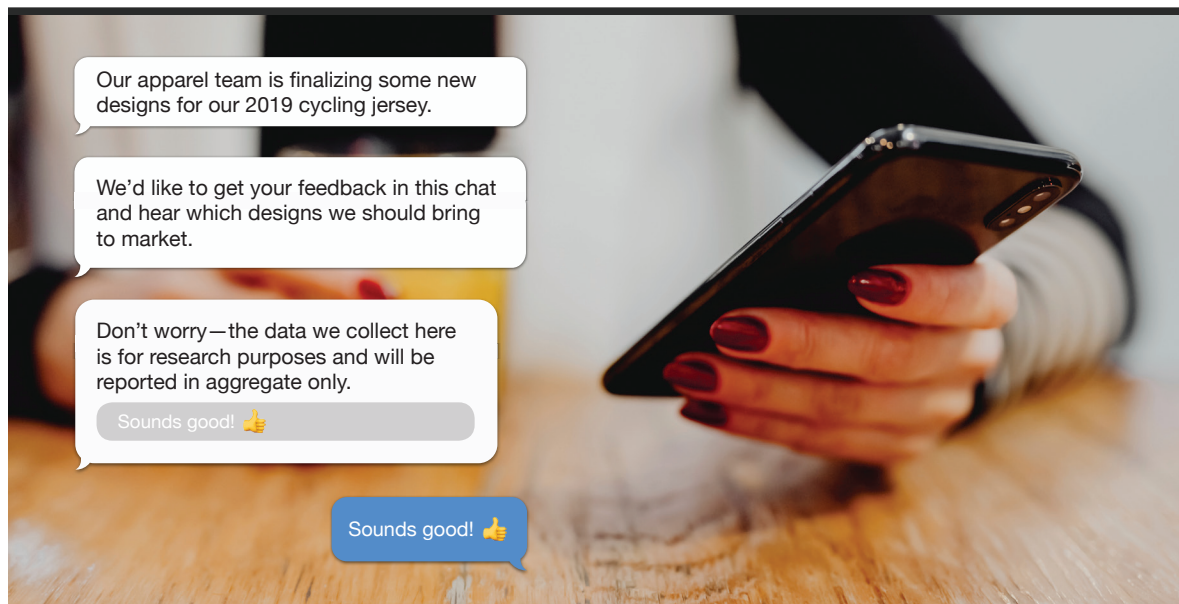 Our apparel team is finalizing some new
designs for our 2019 cycling jersey.
We’d like to get your feedback in this chat
and hear which designs we should bring
to market.
Don’t worry—the data we collect here
is for research purposes and will be
reported in aggregate only.
Sounds good! 👍
Sounds good! 👍